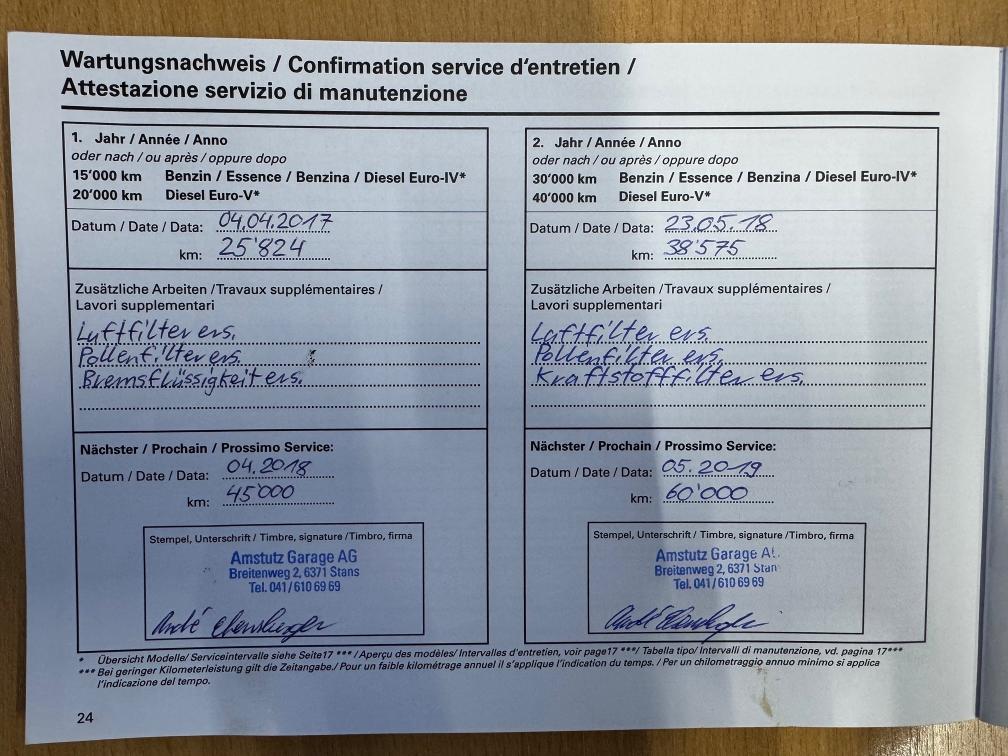 Wartungsnachweis / Confirmation service d'entretien /
Attestazione servizio di manutenzione
1. Jahr / Année / Anno
oder nach / ou après / oppure dopo
15'000 km Benzin / Essence / Benzina / Diesel Euro-IV*
20'000 km Diesel Euro-V*
Datum / Date / Data: 04.04.2017
km: 25'824
Zusätzliche Arbeiten / Travaux supplémentaires /
Lavori supplementari
Luftfilter ers.
Pollenfilter ers.
Bremsflüssigkeit ers.
Nächster / Prochain / Prossimo Service:
Datum / Date / Data: 04.2018
km: 45'000
Stempel, Unterschrift / Timbre, signature / Timbro, firma
Amstutz Garage AG
Breitenweg 2, 6371 Stans
Tel. 041/610 69 69
2. Jahr / Année / Anno
oder nach / ou après / oppure dopo
30'000 km Benzin / Essence / Benzina / Diesel Euro-IV*
40'000 km Diesel Euro-V*
Datum / Date / Data: 23.05.18
km: 38'575
Zusätzliche Arbeiten / Travaux supplémentaires /
Lavori supplementari
Luftfilter ers.
Pollenfilter ers.
Kraftstofffilter ers.
Nächster / Prochain / Prossimo Service:
Datum / Date / Data: 05.2019
km: 60'000
Stempel, Unterschrift / Timbre, signature / Timbro, firma
Amstutz Garage A
Breitenweg 2, 6371 Stan
Tel. 041/610 69 69
* Übersicht Modelle/ Serviceintervalle siehe Seite17 *** / Aperçu des modèles/ Intervalles d'entretien, voir page17 ***/ Tabella tipo/ Intervalli di manutenzione, vd. pagina 17***
*** Bei geringer Kilometerleistung gilt die Zeitangabe./ Pour un faible kilométrage annuel il s'applique l'indication du temps. / Per un chilometraggio annuo minimo si applica
l'indicazione del tempo.
24